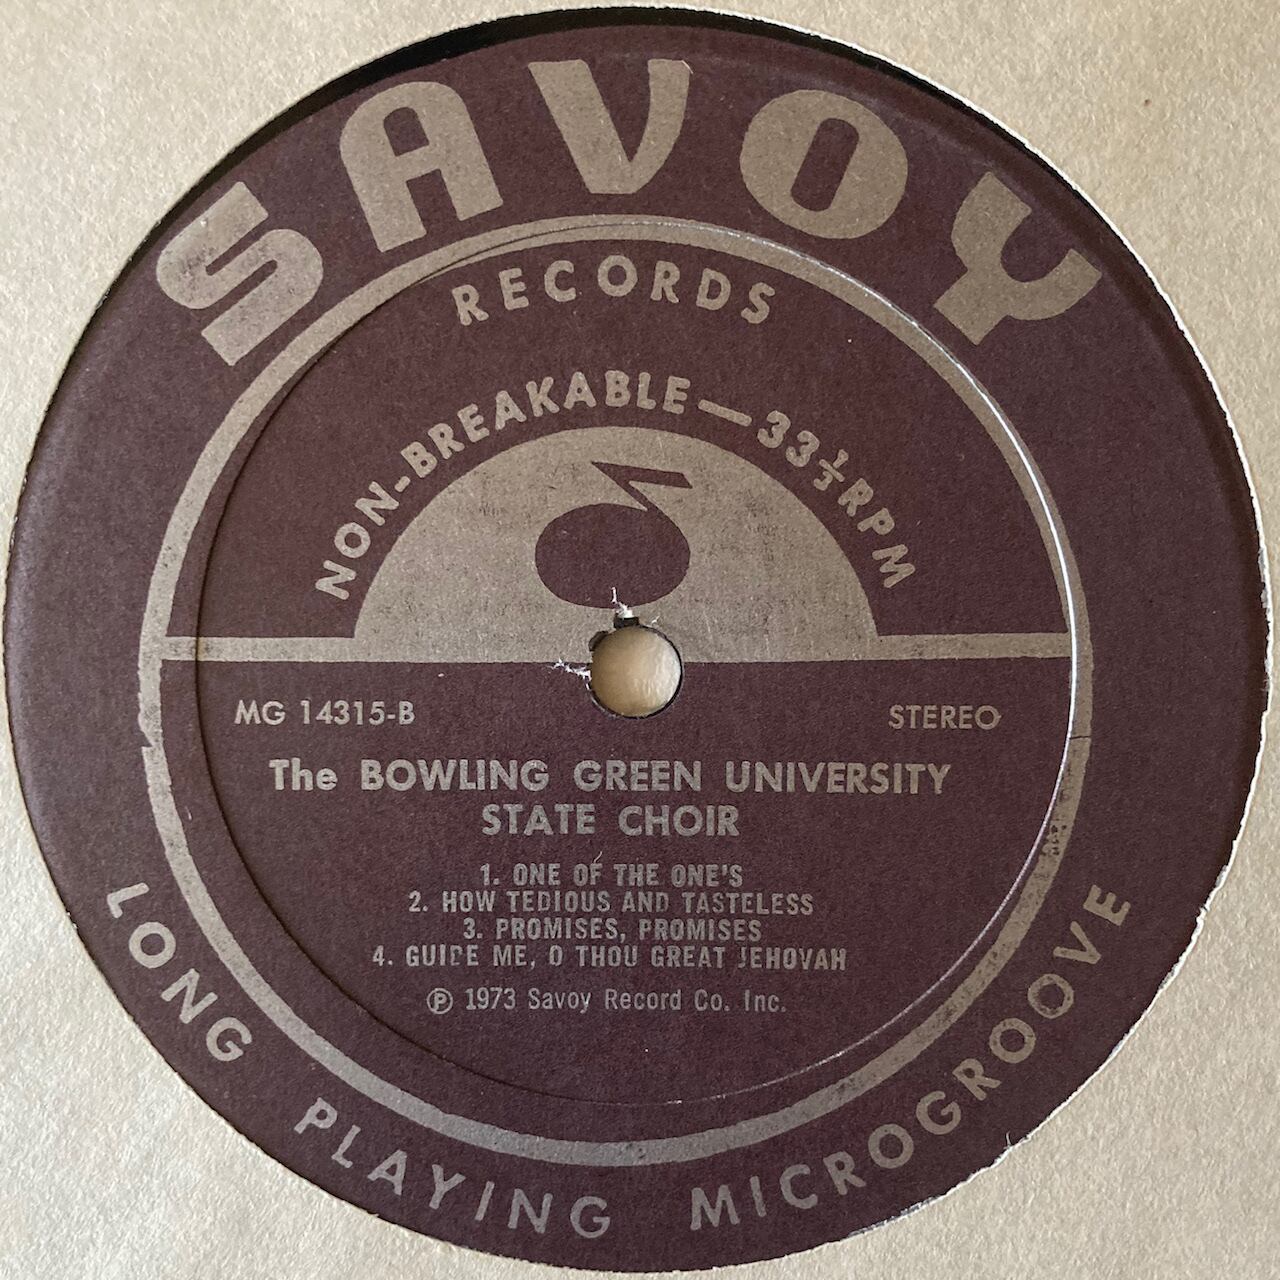 SAVOY
RECORDS
NON-BREAKABLE—33⅓RPM
MG 14315-B
STEREO
The BOWLING GREEN UNIVERSITY
STATE CHOIR
1. ONE OF THE ONE'S
2. HOW TEDIOUS AND TASTELESS
3. PROMISES, PROMISES
4. GUIDE ME, O THOU GREAT JEHOVAH
℗ 1973 Savoy Record Co. Inc.
LONG PLAYING MICROGROOVE